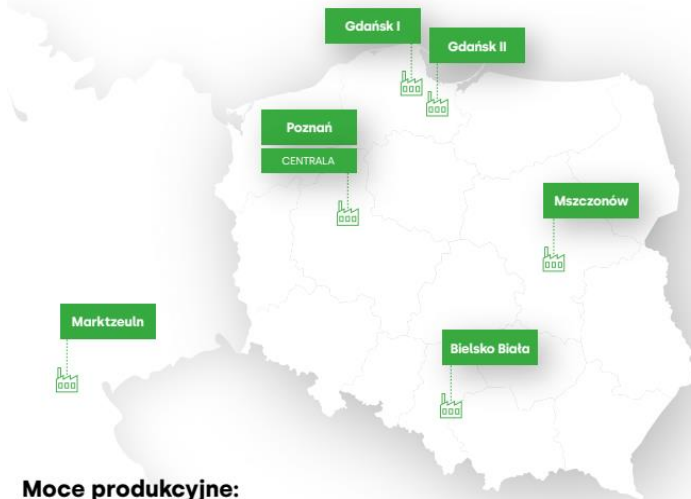 Gdańsk I
Gdańsk II
Poznań
CENTRALA
Mszczonów
Marktzeuln
Bielsko Biała
Moce produkcyjne: